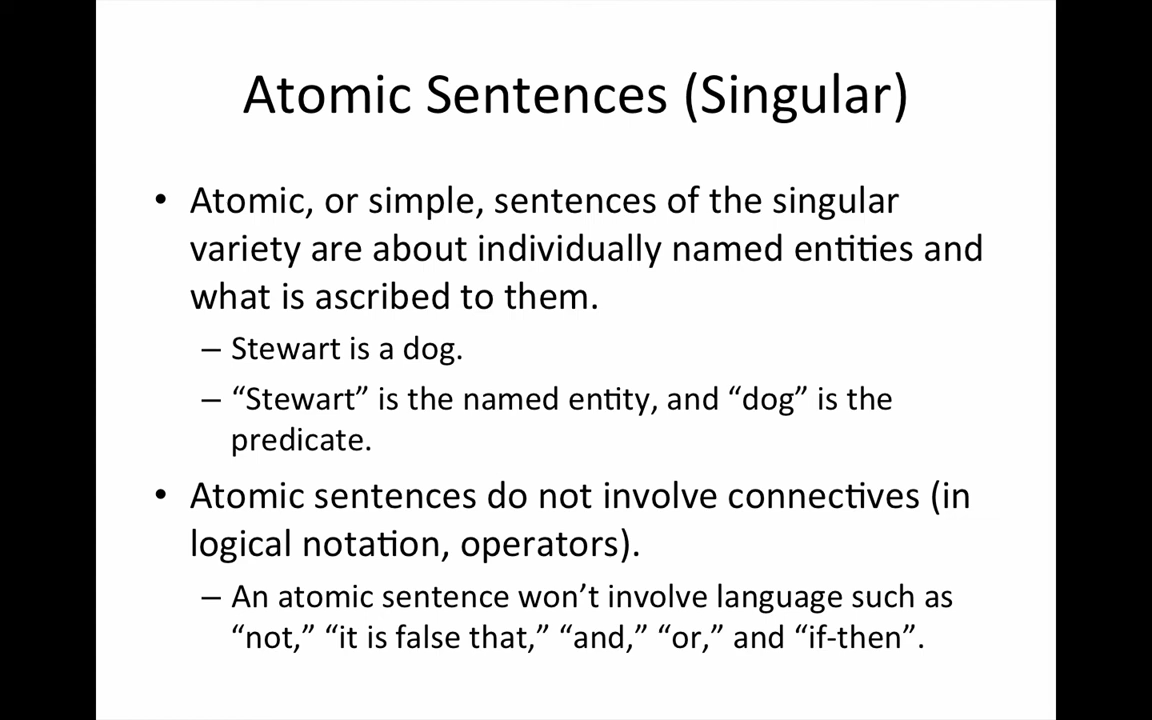 Atomic Sentences (Singular)
• Atomic, or simple, sentences of the singular
variety are about individually named entities and
what is ascribed to them.
– Stewart is a dog.
– “Stewart” is the named entity, and “dog” is the
predicate.
• Atomic sentences do not involve connectives (in
logical notation, operators).
– An atomic sentence won’t involve language such as
“not,” “it is false that,” “and,” “or,” and “if-then”.